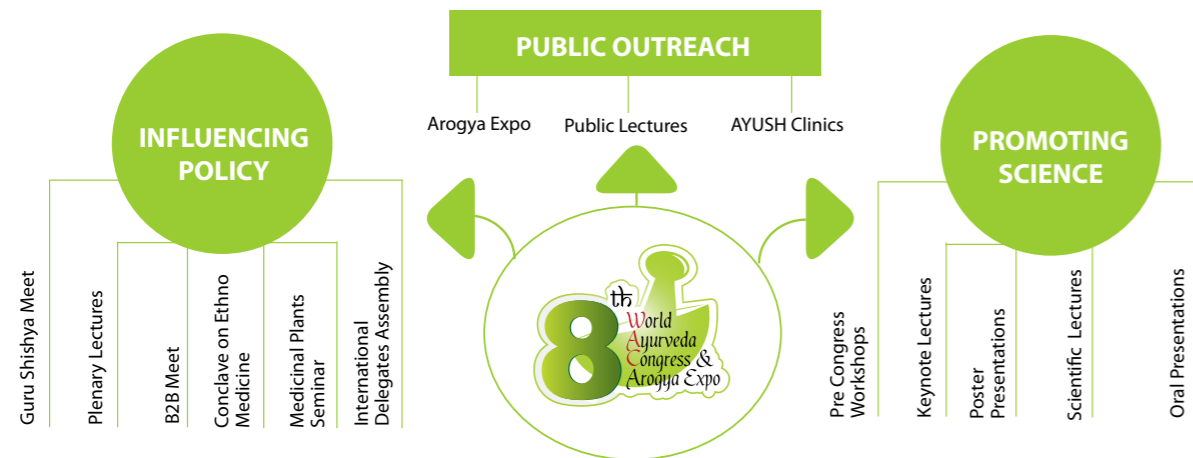 PUBLIC OUTREACH
Arogya Expo
Public Lectures
AYUSH Clinics
INFLUENCING
POLICY
Guru Shishya Meet
Plenary Lectures
B2B Meet
Conclave on Ethno
Medicine
Medicinal Plants
Seminar
International
Delegates Assembly
8th
World
Ayurveda
Congress &
Arogya Expo
PROMOTING
SCIENCE
Pre Congress
Workshops
Keynote Lectures
Poster
Presentations
Scientific Lectures
Oral Presentations